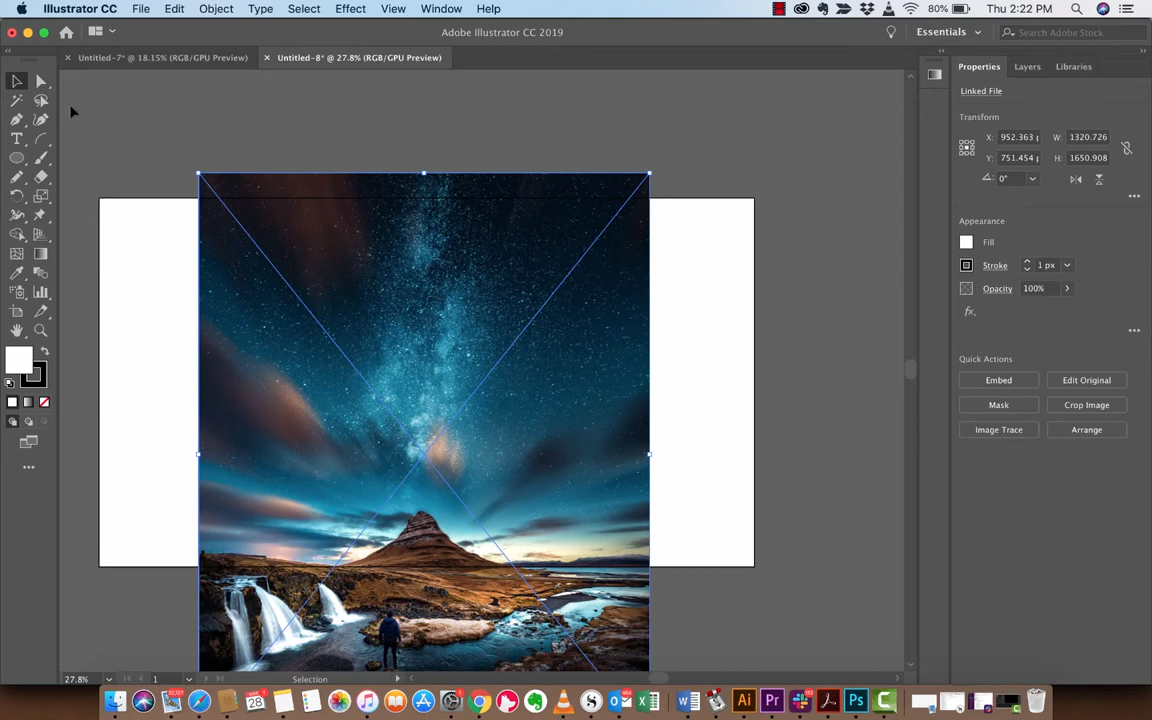 Illustrator CC File Edit Object Type Select Effect View Window Help 80% Thu 2:22 PM
Adobe Illustrator CC 2019 Essentials Search Adobe Stock
Untitled-7* @ 18.15% (RGB/GPU Preview) Untitled-8* @ 27.8% (RGB/GPU Preview)
Properties Layers Libraries
Linked File
Transform
X: 952.363 W: 1320.726
Y: 751.454 H: 1650.908
0°
Appearance
Fill
Stroke 1 px
Opacity 100%
fx.
Quick Actions
Embed Edit Original
Mask Crop Image
Image Trace Arrange
27.8% 1 Selection